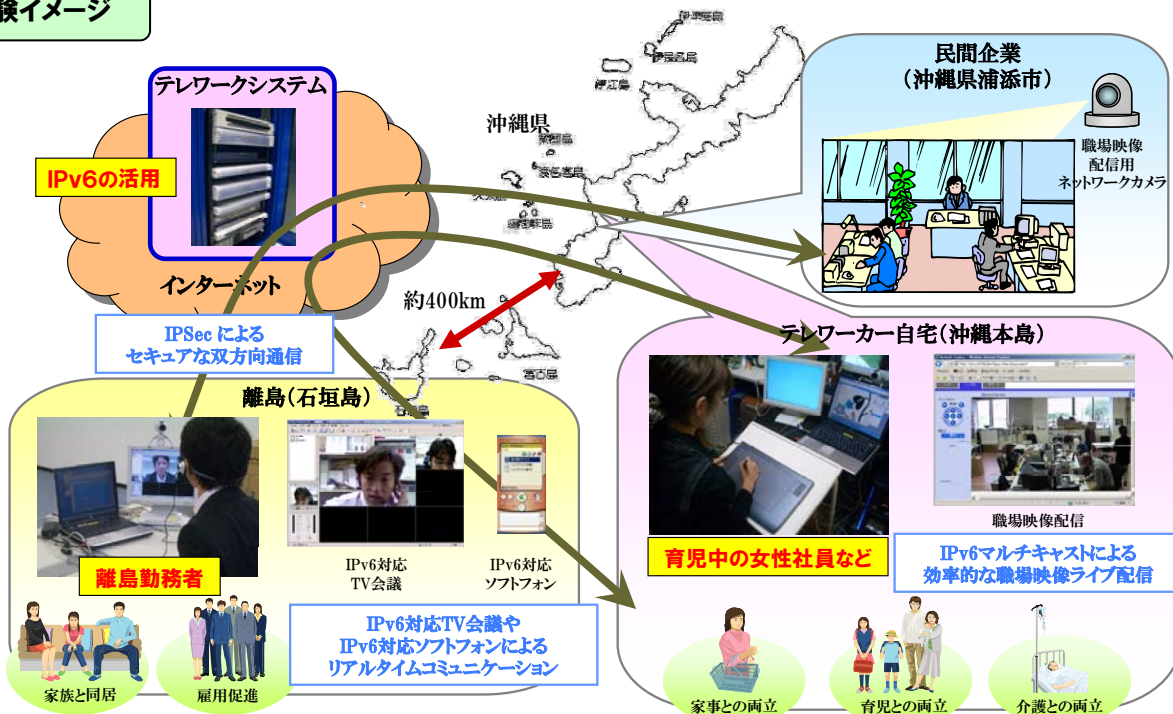 験イメージ
テレワークシステム
IPv6の活用
インターネット
沖縄県
約400km
伊是名島
伊江島
宮古島
民間企業
（沖縄県浦添市）
職場映像
配信用
ネットワークカメラ
IPSec による
セキュアな双方向通信
離島（石垣島）
離島勤務者
IPv6対応
TV会議
IPv6対応
ソフトフォン
IPv6対応TV会議や
IPv6対応ソフトフォンによる
リアルタイムコミュニケーション
家族と同居
雇用促進
テレワーカー自宅（沖縄本島）
育児中の女性社員など
職場映像配信
IPv6マルチキャストによる
効率的な職場映像ライブ配信
家事との両立
育児との両立
介護との両立